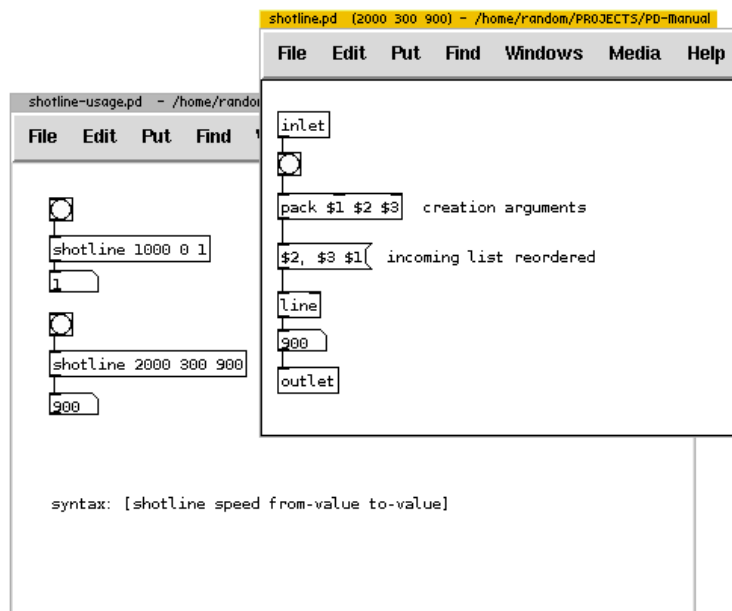 shotline.pd (2000 300 900) - /home/random/PROJECTS/PD-Manual
File Edit Put Find Windows Media Help
inlet
pack $1 $2 $3 creation arguments
$2, $3 $1 incoming list reordered
line
900
outlet
shotline-usage.pd - /home/random
File Edit Put Find
shotline 1000 0 1
1
shotline 2000 300 900
900
syntax: [shotline speed from-value to-value]